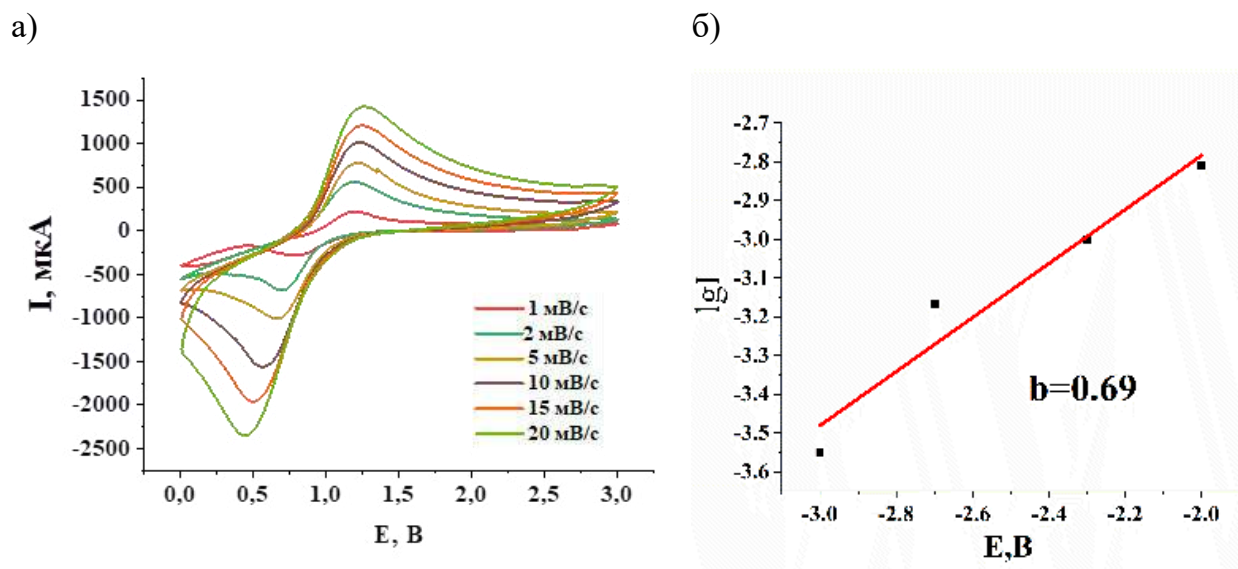 а)
б)
I, мкА
1500
1000
500
0
-500
-1000
-1500
-2000
-2500
1 мВ/с
2 мВ/с
5 мВ/с
10 мВ/с
15 мВ/с
20 мВ/с
0,0 0,5 1,0 1,5 2,0 2,5 3,0
E, В
lgI
-2.7
-2.8
-2.9
-3.0
-3.1
-3.2
-3.3
-3.4
-3.5
-3.6
b=0.69
-3.0 -2.8 -2.6 -2.4 -2.2 -2.0
E,В